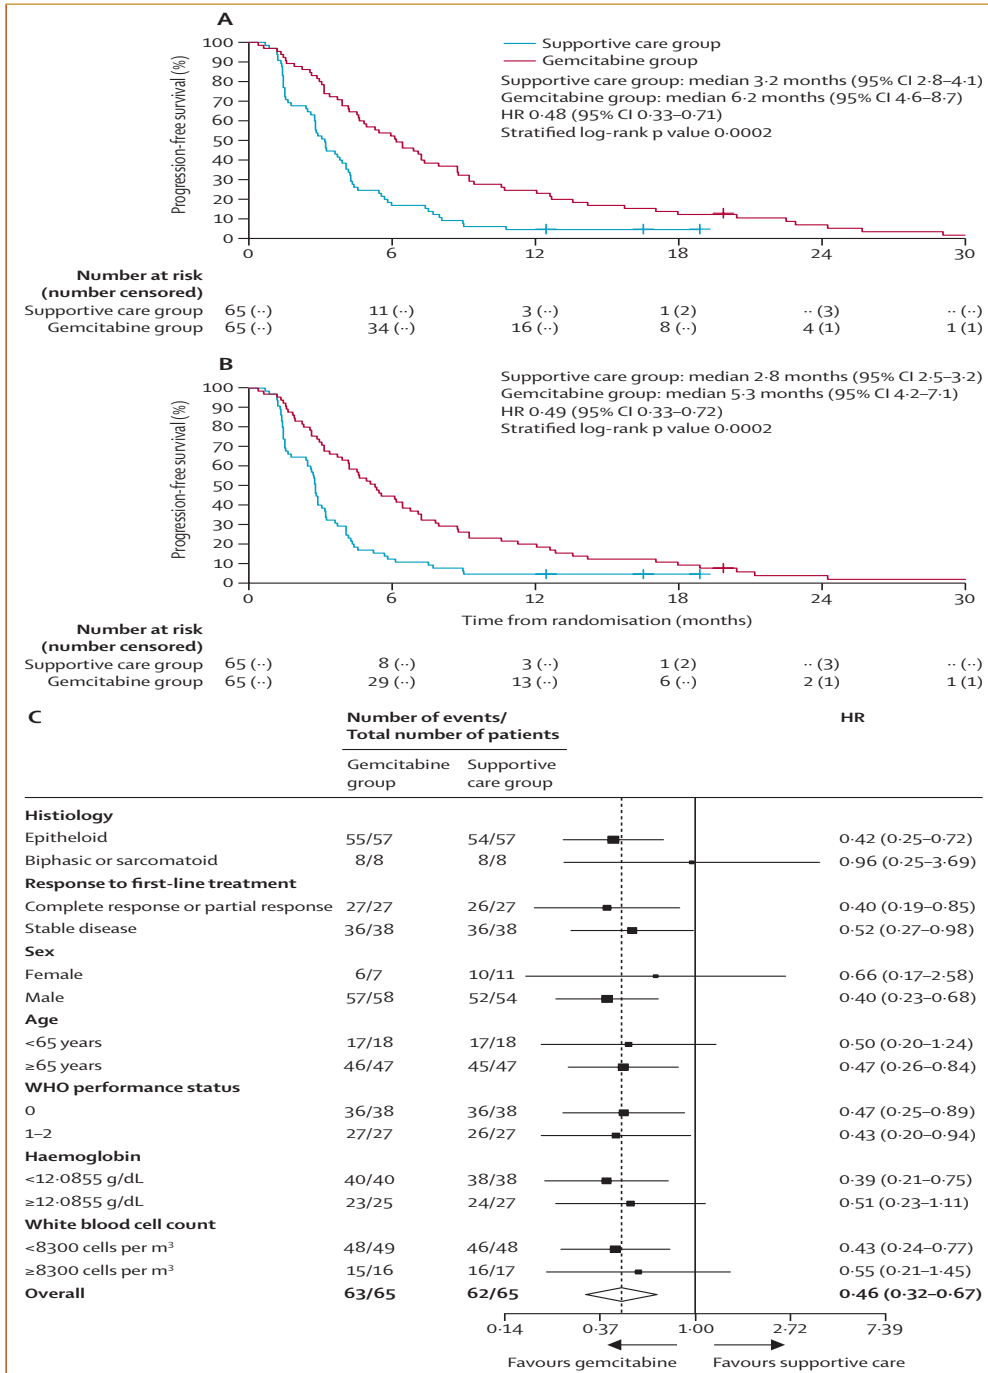 A
100
90
80
70
60
50
40
30
20
10
0
Progression-free survival (%)
Supportive care group
Gemcitabine group
Supportive care group: median 3·2 months (95% CI 2·8–4·1)
Gemcitabine group: median 6·2 months (95% CI 4·6–8·7)
HR 0·48 (95% CI 0·33–0·71)
Stratified log-rank p value 0·0002
0 6 12 18 24 30
Number at risk
(number censored)
Supportive care group 65 (··) 11 (··) 3 (··) 1 (2) ·· (3) ·· (··)
Gemcitabine group 65 (··) 34 (··) 16 (··) 8 (··) 4 (1) 1 (1)
B
100
90
80
70
60
50
40
30
20
10
0
Progression-free survival (%)
Supportive care group: median 2·8 months (95% CI 2·5–3·2)
Gemcitabine group: median 5·3 months (95% CI 4·2–7·1)
HR 0·49 (95% CI 0·33–0·72)
Stratified log-rank p value 0·0002
0 6 12 18 24 30
Time from randomisation (months)
Number at risk
(number censored)
Supportive care group 65 (··) 8 (··) 3 (··) 1 (2) ·· (3) ·· (··)
Gemcitabine group 65 (··) 29 (··) 13 (··) 6 (··) 2 (1) 1 (1)
C
Number of events/
Total number of patients
HR
Gemcitabine group
Supportive care group
Histology
Epitheloid 55/57 54/57 0·42 (0·25–0·72)
Biphasic or sarcomatoid 8/8 8/8 0·96 (0·25–3·69)
Response to first-line treatment
Complete response or partial response 27/27 26/27 0·40 (0·19–0·85)
Stable disease 36/38 36/38 0·52 (0·27–0·98)
Sex
Female 6/7 10/11 0·66 (0·17–2·58)
Male 57/58 52/54 0·40 (0·23–0·68)
Age
<65 years 17/18 17/18 0·50 (0·20–1·24)
≥65 years 46/47 45/47 0·47 (0·26–0·84)
WHO performance status
0 36/38 36/38 0·47 (0·25–0·89)
1–2 27/27 26/27 0·43 (0·20–0·94)
Haemoglobin
<12·0855 g/dL 40/40 38/38 0·39 (0·21–0·75)
≥12·0855 g/dL 23/25 24/27 0·51 (0·23–1·11)
White blood cell count
<8300 cells per m³ 48/49 46/48 0·43 (0·24–0·77)
≥8300 cells per m³ 15/16 16/17 0·55 (0·21–1·45)
Overall 63/65 62/65 0·46 (0·32–0·67)
0·14 0·37 1·00 2·72 7·39
Favours gemcitabine Favours supportive care